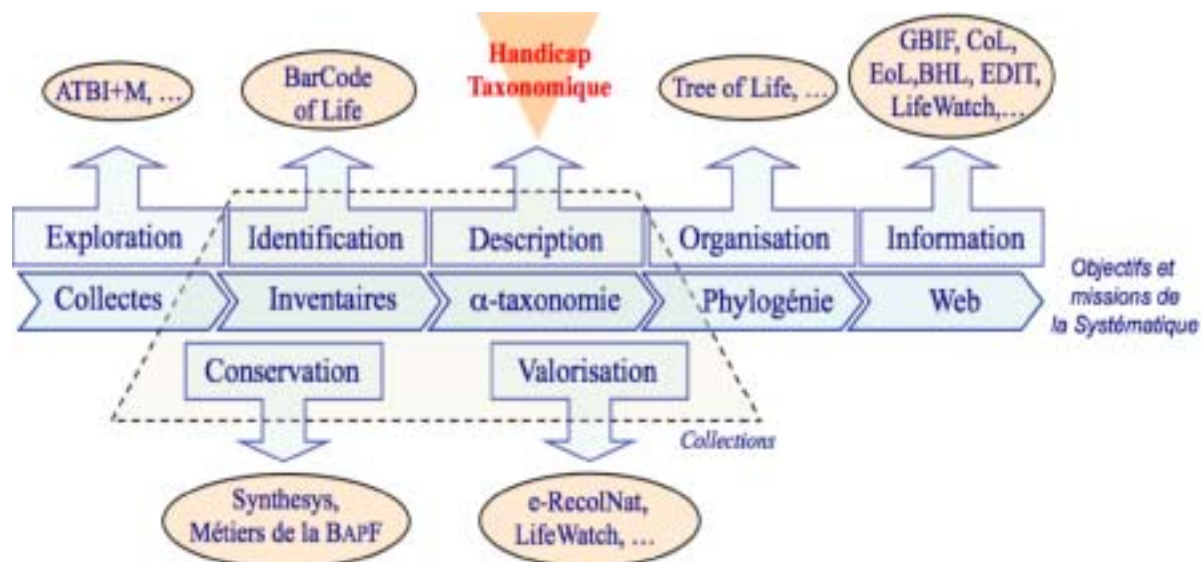 Handicap
Taxonomique
ATBI+M, ...
BarCode
of Life
Tree of Life, ...
GBIF, CoL,
EoL,BHL, EDIT,
LifeWatch,...
Exploration
Identification
Description
Organisation
Information
Collectes
Inventaires
α-taxonomie
Phylogénie
Web
Objectifs et
missions de
la Systématique
Conservation
Valorisation
Collections
Synthesys,
Métiers de la BAPF
e-RecolNat,
LifeWatch, ...